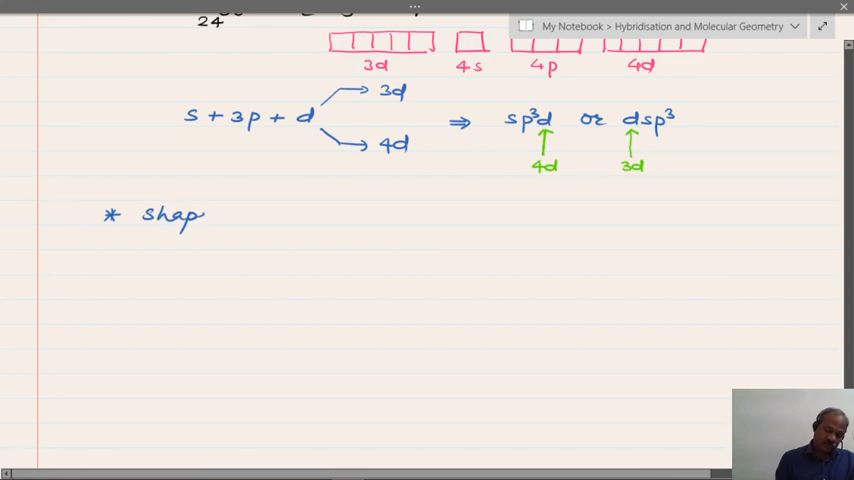 24
My Notebook > Hybridisation and Molecular Geometry
3d 4s 4p 4d
s + 3p + d → 3d → 4d ⇒ sp³d or dsp³
4d 3d
* shap